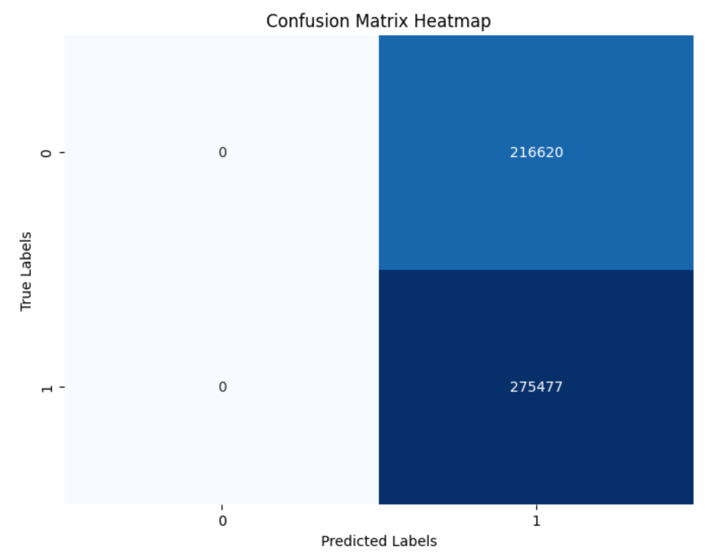 Confusion Matrix Heatmap
True Labels
0
0
216620
1
0
275477
0
1
Predicted Labels